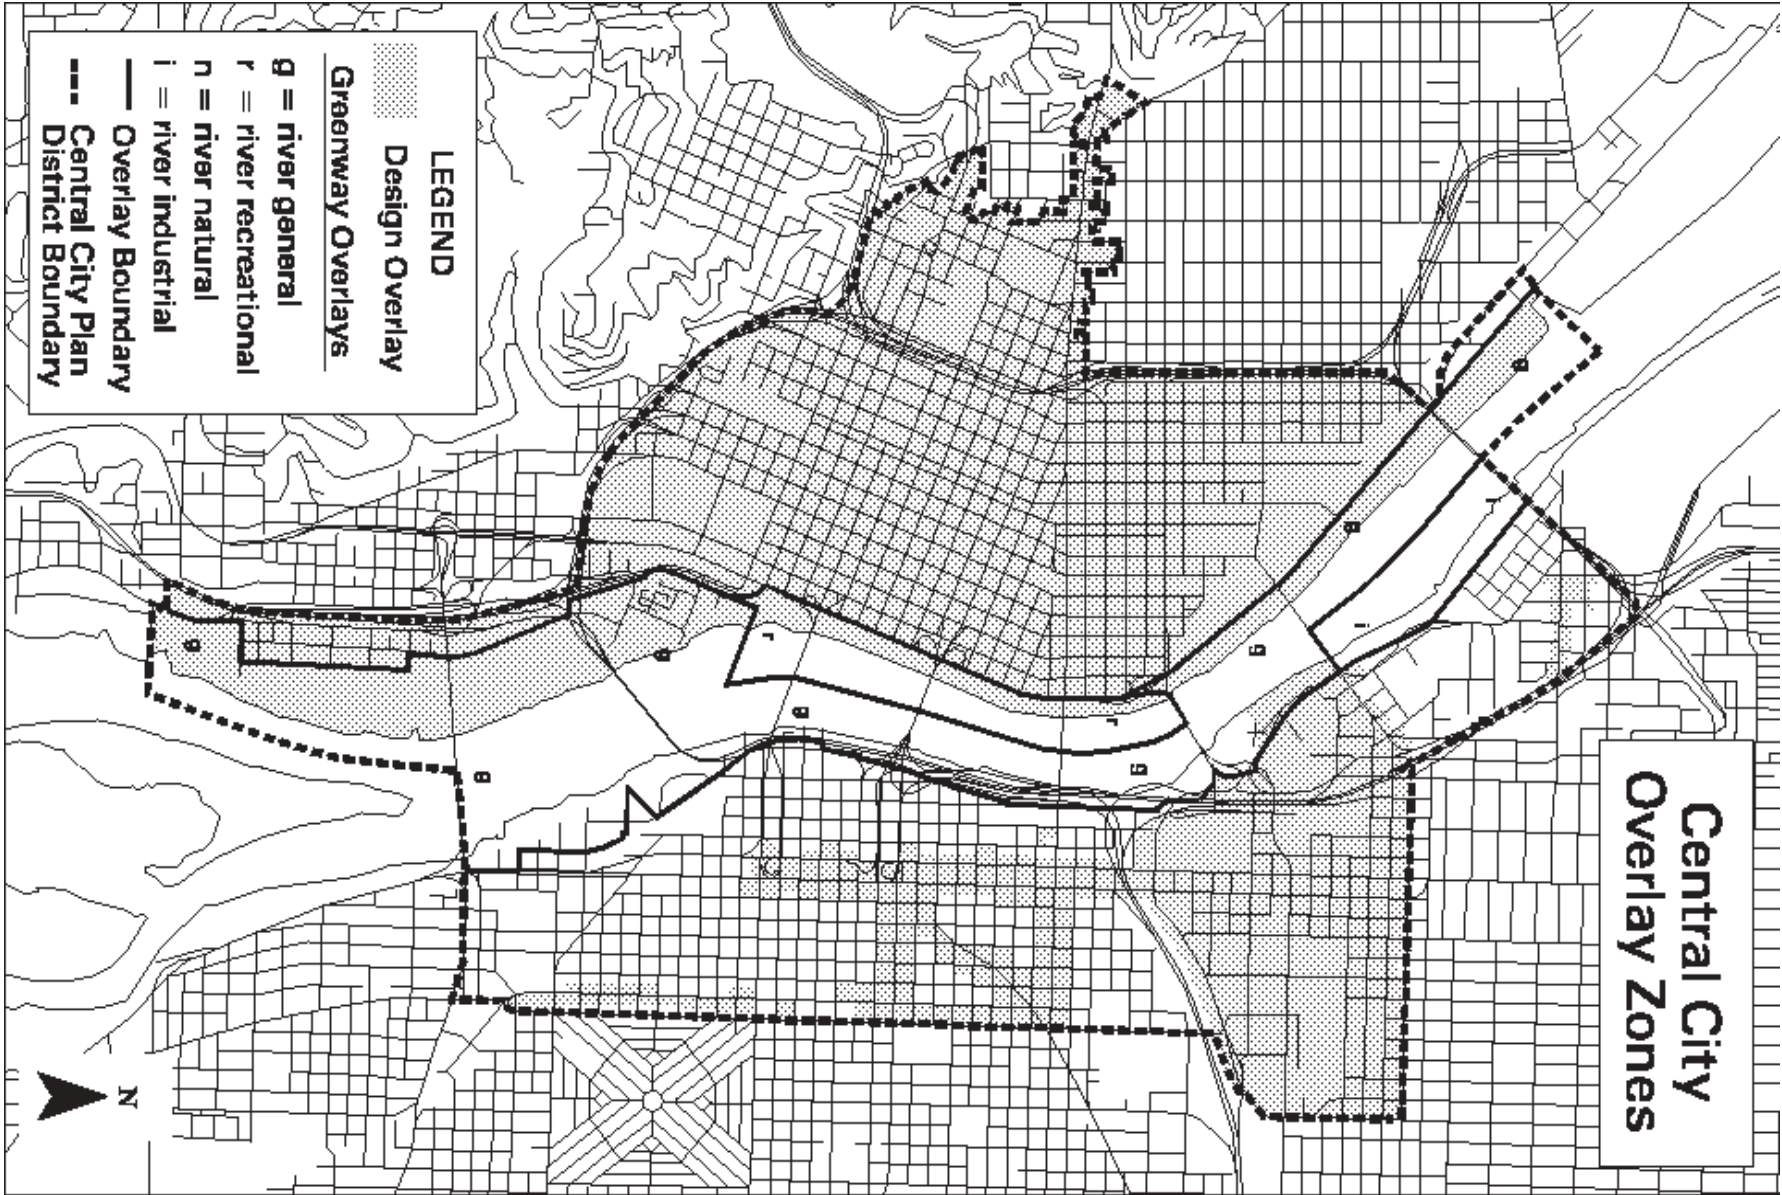 Central City
Overlay Zones
g
i
i
g
g
g
r
g
r
g
g
g
LEGEND
Design Overlay
Greenway Overlays
g = river general
r = river recreational
n = river natural
i = river industrial
Overlay Boundary
Central City Plan
District Boundary
N